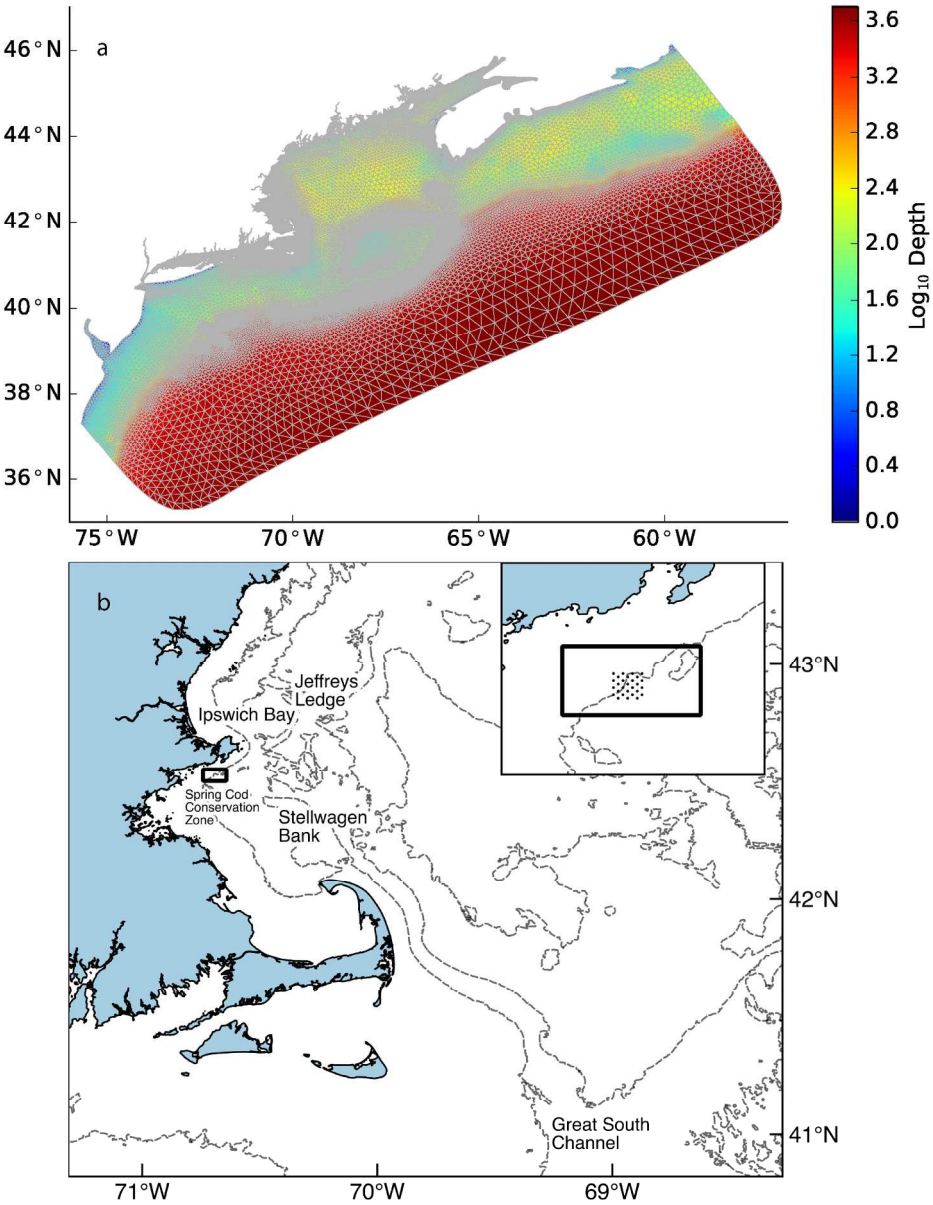 a
46°N
44°N
42°N
40°N
38°N
36°N
75°W
70°W
65°W
60°W
3.6
3.2
2.8
2.4
2.0
1.6
1.2
0.8
0.4
0.0
Log₁₀ Depth
b
Jeffreys
Ledge
Ipswich Bay
Spring Cod
Conservation
Zone
Stellwagen
Bank
Great South
Channel
43°N
42°N
41°N
71°W
70°W
69°W